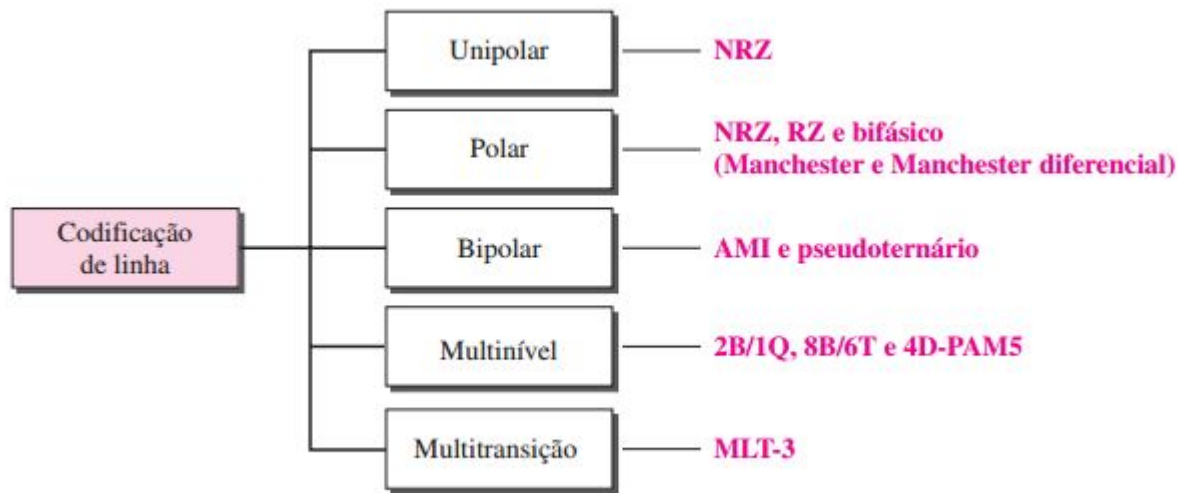 Unipolar
NRZ
Polar
NRZ, RZ e bifásico
(Manchester e Manchester diferencial)
Codificação
de linha
Bipolar
AMI e pseudoternário
Multinível
2B/1Q, 8B/6T e 4D-PAM5
Multitransição
MLT-3